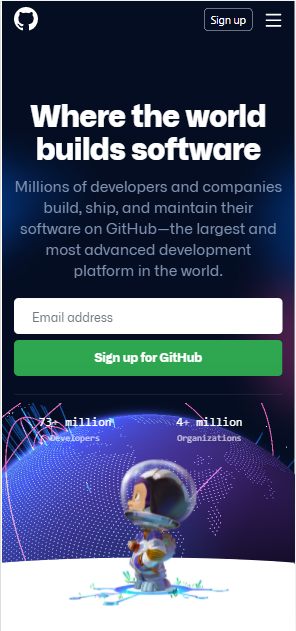 Sign up
Where the world
builds software
Millions of developers and companies
build, ship, and maintain their
software on GitHub—the largest and
most advanced development
platform in the world.
Email address
Sign up for GitHub
73+ million
Developers
4+ million
Organizations